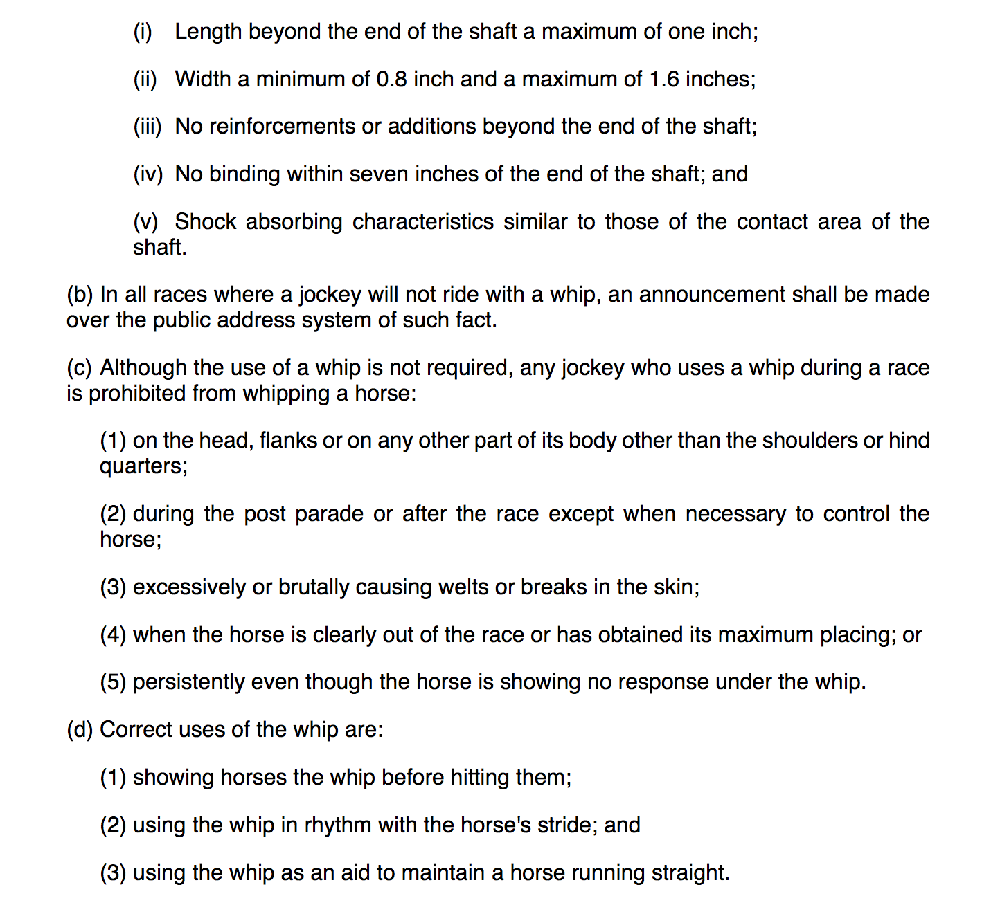 (i) Length beyond the end of the shaft a maximum of one inch;
(ii) Width a minimum of 0.8 inch and a maximum of 1.6 inches;
(iii) No reinforcements or additions beyond the end of the shaft;
(iv) No binding within seven inches of the end of the shaft; and
(v) Shock absorbing characteristics similar to those of the contact area of the
shaft.
(b) In all races where a jockey will not ride with a whip, an announcement shall be made
over the public address system of such fact.
(c) Although the use of a whip is not required, any jockey who uses a whip during a race
is prohibited from whipping a horse:
(1) on the head, flanks or on any other part of its body other than the shoulders or hind
quarters;
(2) during the post parade or after the race except when necessary to control the
horse;
(3) excessively or brutally causing welts or breaks in the skin;
(4) when the horse is clearly out of the race or has obtained its maximum placing; or
(5) persistently even though the horse is showing no response under the whip.
(d) Correct uses of the whip are:
(1) showing horses the whip before hitting them;
(2) using the whip in rhythm with the horse's stride; and
(3) using the whip as an aid to maintain a horse running straight.